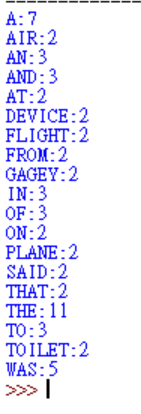 --------------
A:7
AIR:2
AN:3
AND:3
AT:2
DEVICE:2
FLIGHT:2
FROM:2
GAGEY:2
IN:3
OF:3
ON:2
PLANE:2
SAID:2
THAT:2
THE:11
TO:3
TOILET:2
WAS:5
>>>